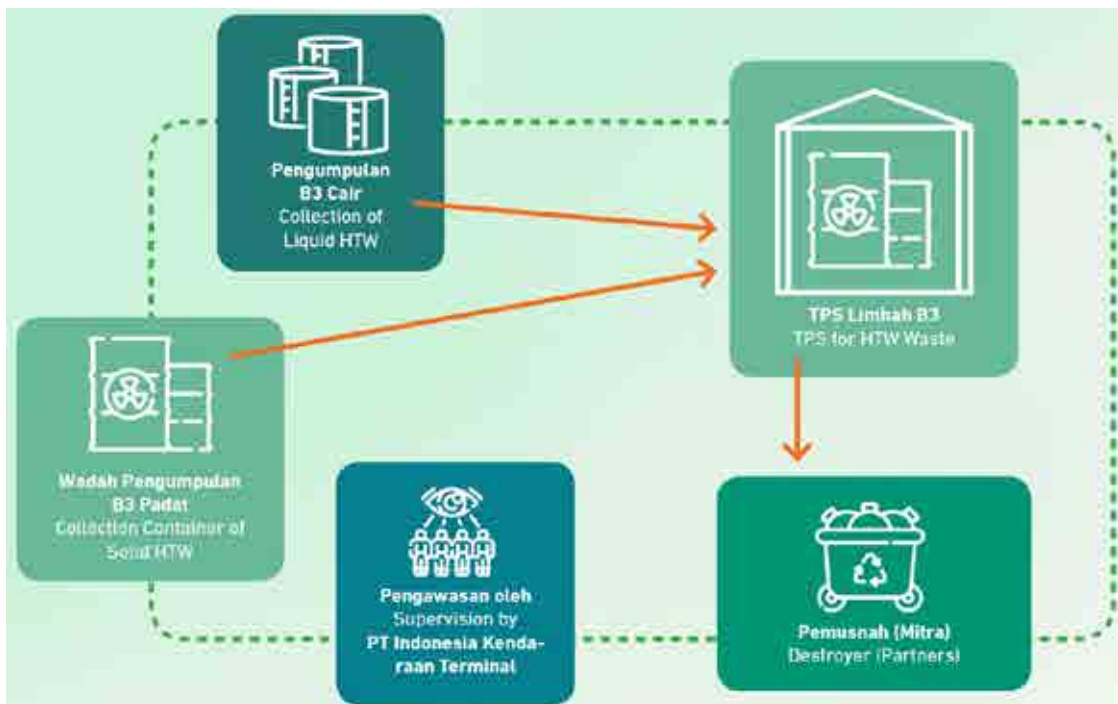 Pengumpulan
B3 Cair
Collection of
Liquid HTW
TPS Limbah B3
TPS for HTW Waste
Wadah Pengumpulan
B3 Padat
Collection Container of
Solid HTW
Pengawasan oleh
Supervision by
PT Indonesia Kenda-
raan Terminal
Pemusnah (Mitra)
Destroyer (Partners)